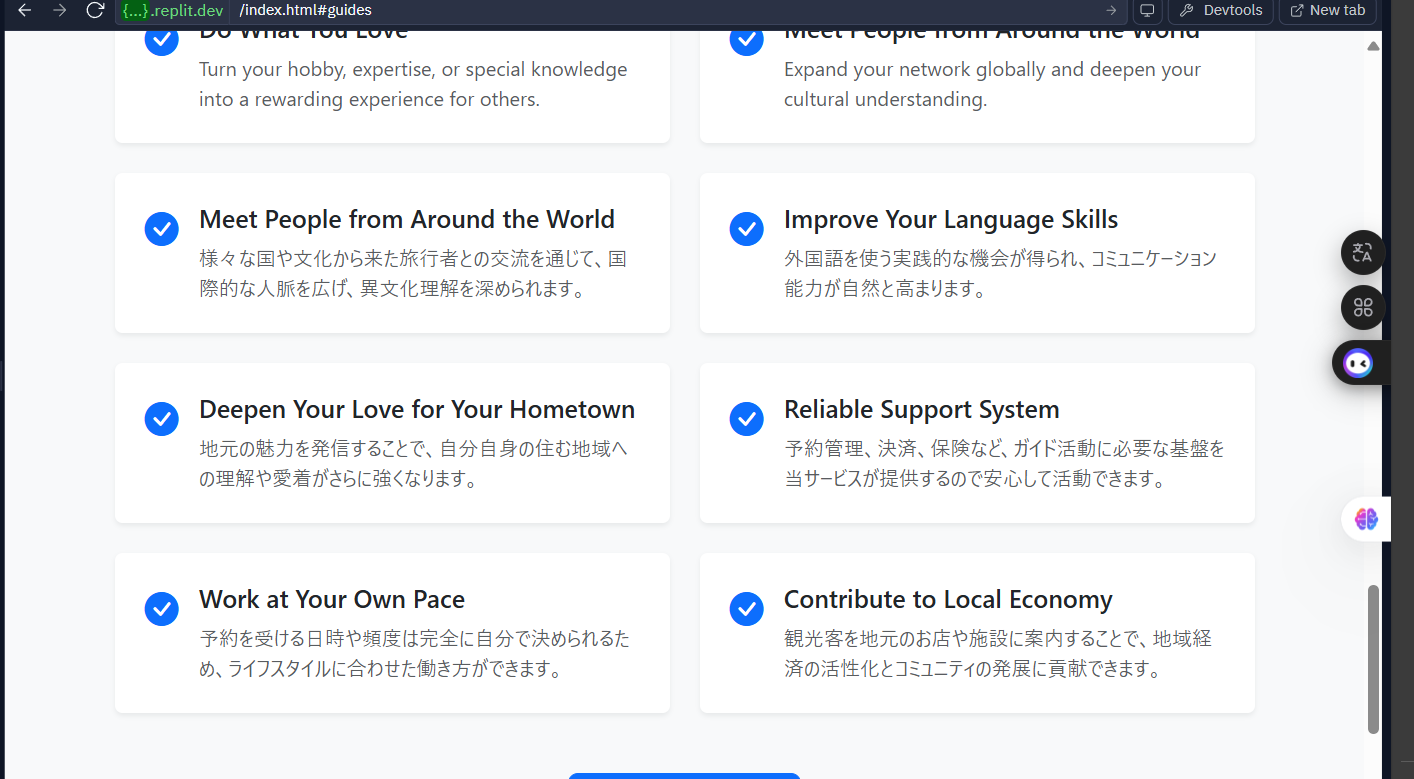 {...}.replit.dev /index.html#guides
Devtools
New tab
Do What You Love
Turn your hobby, expertise, or special knowledge
into a rewarding experience for others.
Meet People from Around the World
Expand your network globally and deepen your
cultural understanding.
Meet People from Around the World
様々な国や文化から来た旅行者との交流を通じて、国
際的な人脈を広げ、異文化理解を深められます。
Improve Your Language Skills
外国語を使う実践的な機会が得られ、コミュニケーション
能力が自然と高まります。
Deepen Your Love for Your Hometown
地元の魅力を発信することで、自分自身の住む地域へ
の理解や愛着がさらに強くなります。
Reliable Support System
予約管理、決済、保険など、ガイド活動に必要な基盤を
当サービスが提供するので安心して活動できます。
Work at Your Own Pace
予約を受ける日時や頻度は完全に自分で決められるた
め、ライフスタイルに合わせた働き方ができます。
Contribute to Local Economy
観光客を地元のお店や施設に案内することで、地域経
済の活性化とコミュニティの発展に貢献できます。